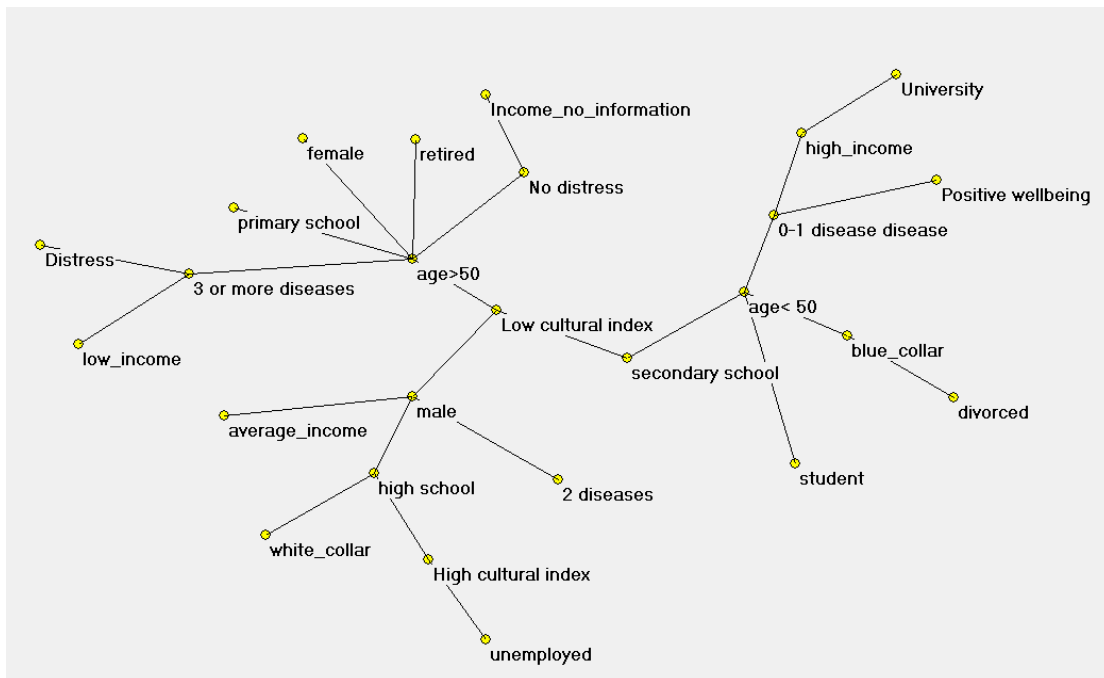 University
Income_no_information
high_income
female
retired
No distress
Positive wellbeing
primary school
0-1 disease disease
Distress
age>50
3 or more diseases
age< 50
Low cultural index
low_income
blue_collar
secondary school
male
divorced
average_income
student
high school
2 diseases
white_collar
High cultural index
unemployed